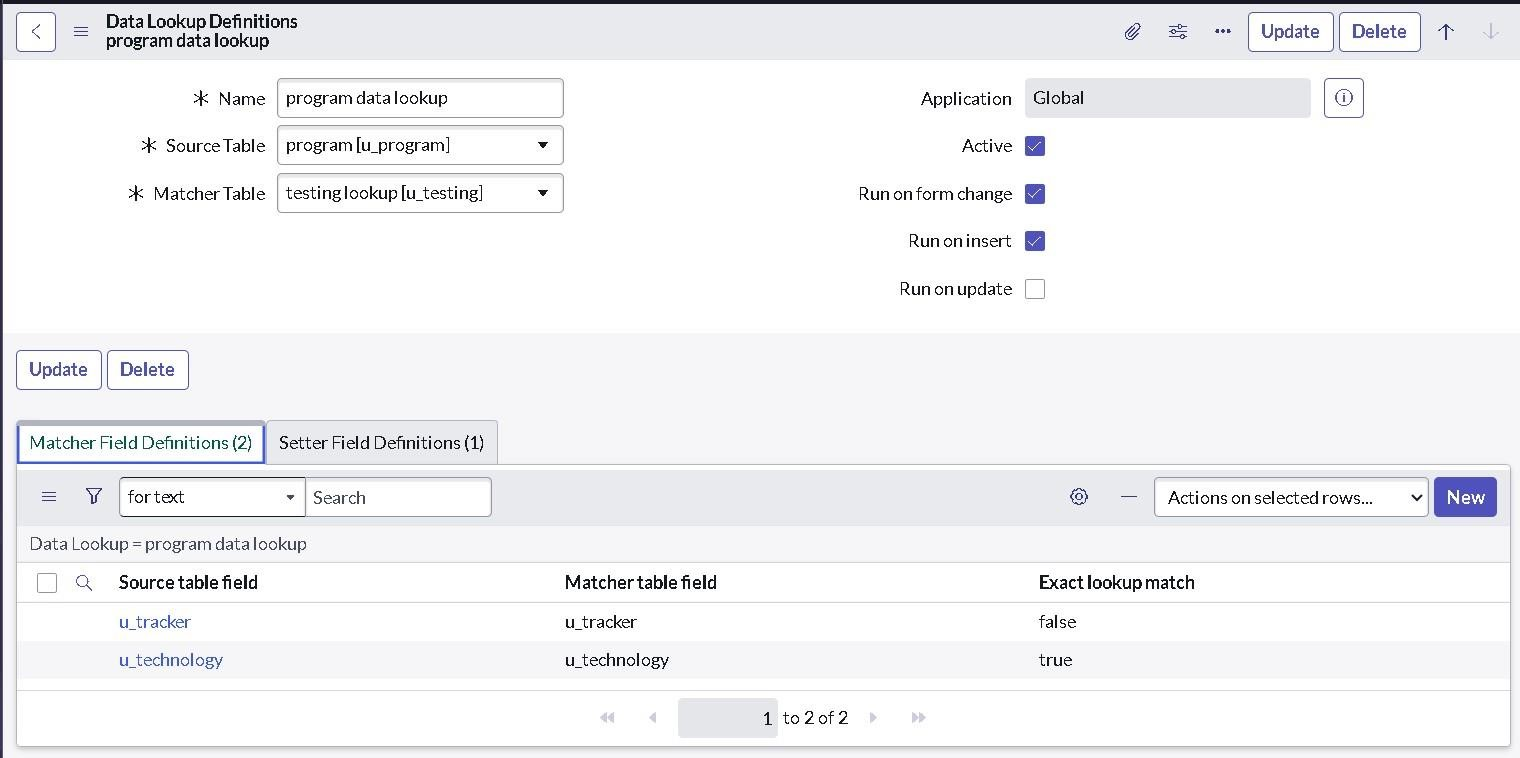 Data Lookup Definitions
program data lookup
Update Delete
* Name program data lookup
Application Global
* Source Table program [u_program]
Active
* Matcher Table testing lookup [u_testing]
Run on form change
Run on insert
Run on update
Update Delete
Matcher Field Definitions (2) Setter Field Definitions (1)
for text Search Actions on selected rows... New
Data Lookup = program data lookup
Source table field Matcher table field Exact lookup match
u_tracker u_tracker false
u_technology u_technology true
1 to 2 of 2